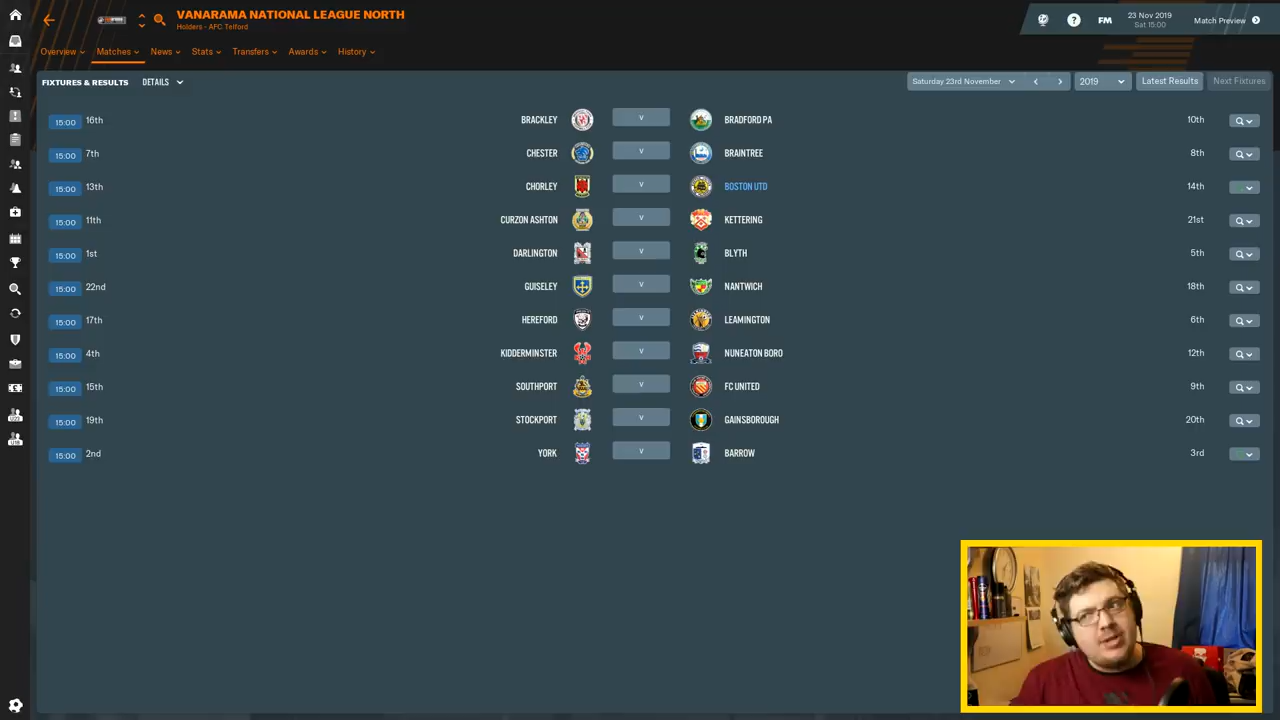 VANARAMA NATIONAL LEAGUE NORTH
Holders - AFC Telford
FM
23 Nov 2019
Sat 15:00
Match Preview
Overview
Matches
News
Stats
Transfers
Awards
History
FIXTURES & RESULTS
DETAILS
Saturday 23rd November
2019
Latest Results
Next Fixtures
15:00 16th BRACKLEY v BRADFORD PA 10th
15:00 7th CHESTER v BRAINTREE 8th
15:00 13th CHORLEY v BOSTON UTD 14th
15:00 11th CURZON ASHTON v KETTERING 21st
15:00 1st DARLINGTON v BLYTH 5th
15:00 22nd GUISELEY v NANTWICH 18th
15:00 17th HEREFORD v LEAMINGTON 6th
15:00 4th KIDDERMINSTER v NUNEATON BORO 12th
15:00 15th SOUTHPORT v FC UNITED 9th
15:00 19th STOCKPORT v GAINSBOROUGH 20th
15:00 2nd YORK v BARROW 3rd
U23
U18